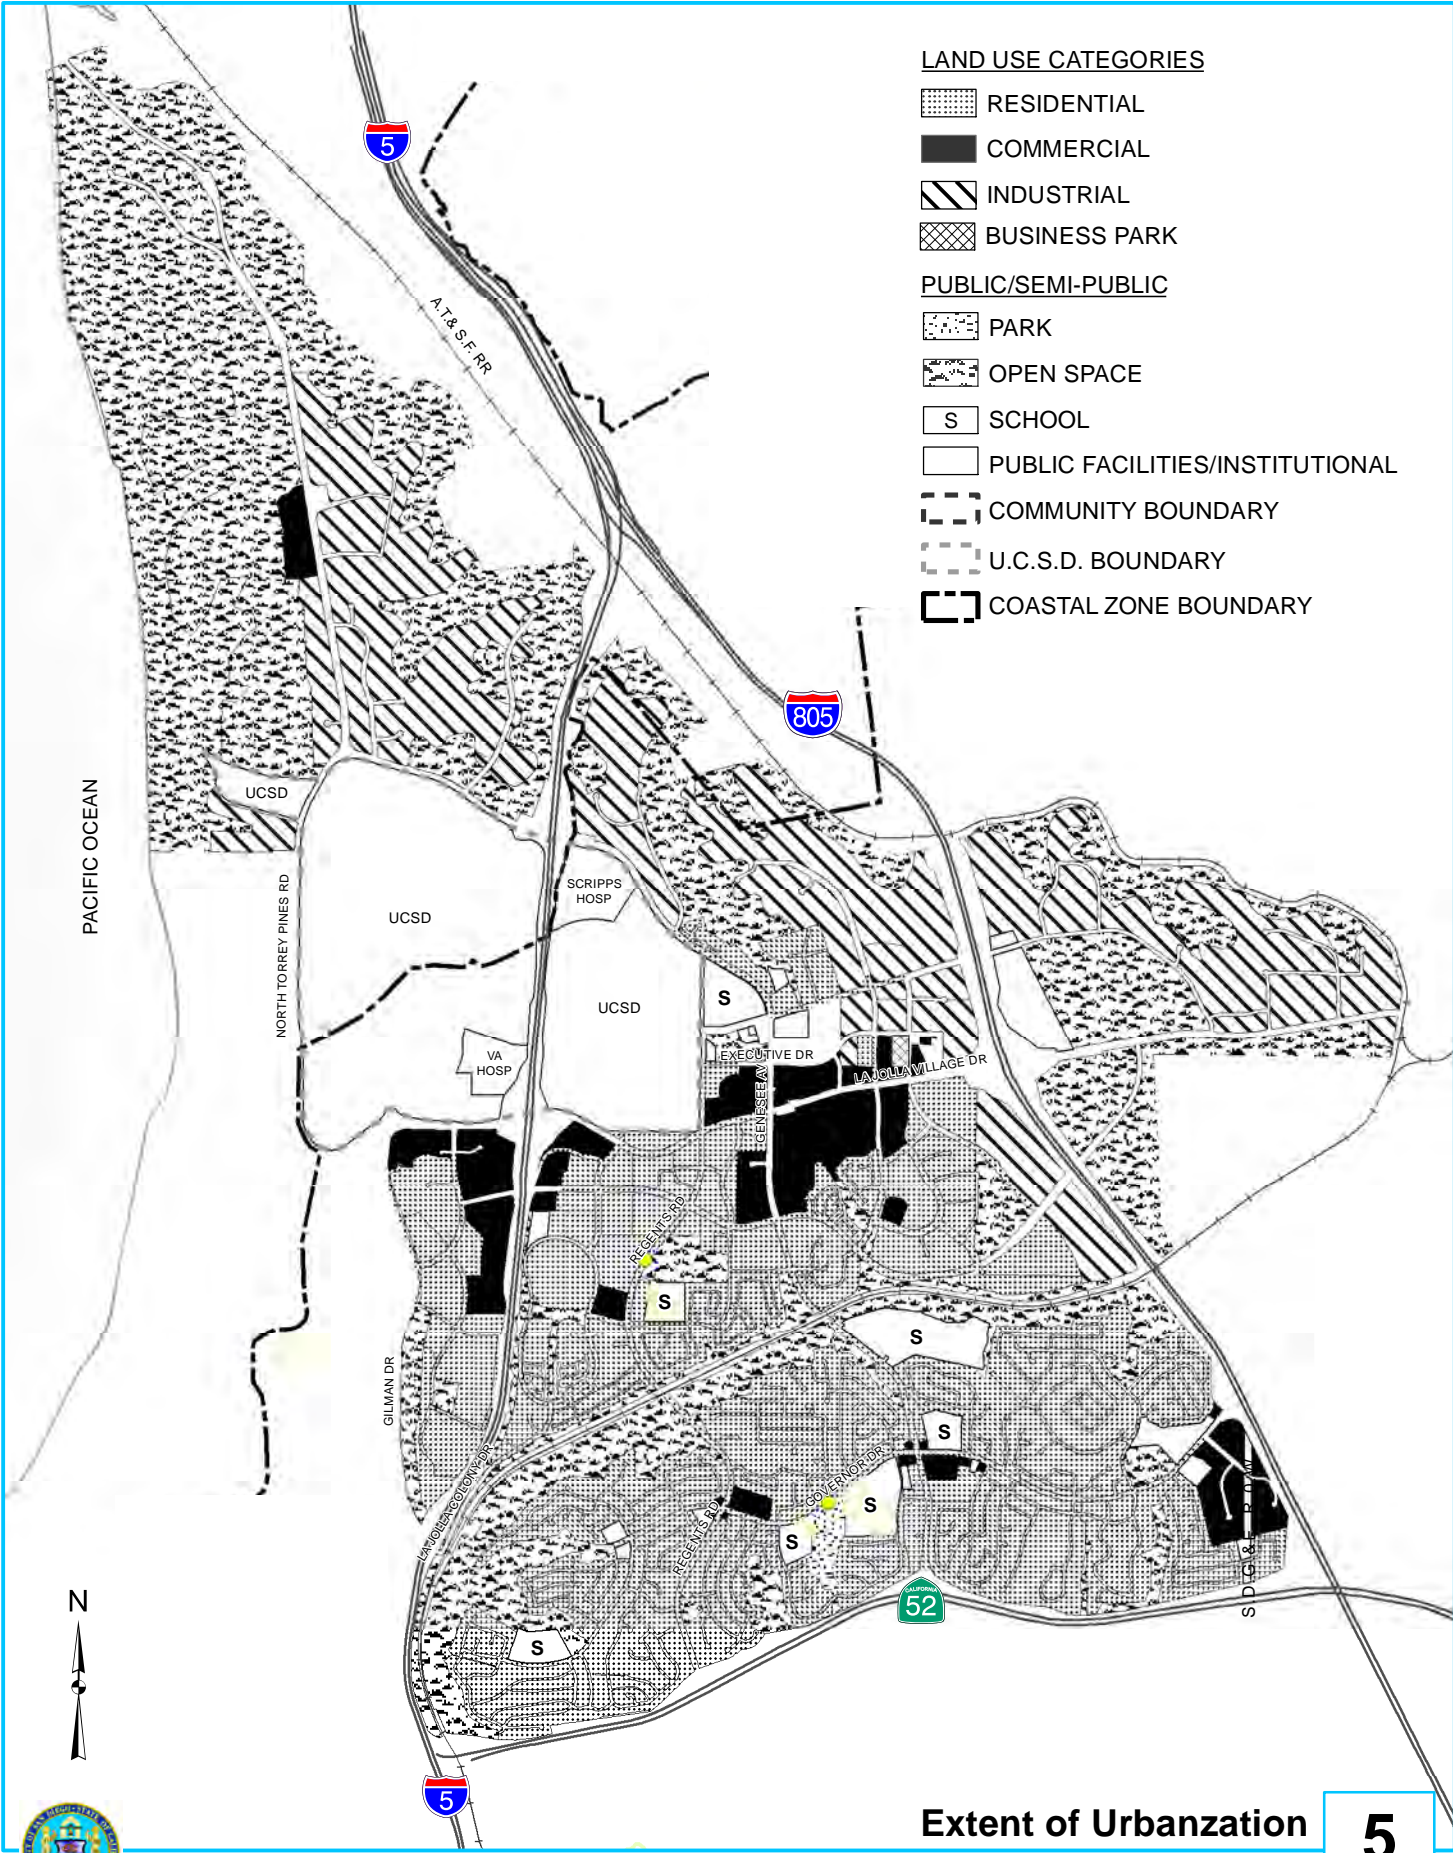 LAND USE CATEGORIES
RESIDENTIAL
COMMERCIAL
INDUSTRIAL
BUSINESS PARK
PUBLIC/SEMI-PUBLIC
PARK
OPEN SPACE
S SCHOOL
PUBLIC FACILITIES/INSTITUTIONAL
COMMUNITY BOUNDARY
U.C.S.D. BOUNDARY
COASTAL ZONE BOUNDARY
5
A.T.& S.F. RR
805
PACIFIC OCEAN
UCSD
NORTH TORREY PINES RD
UCSD
SCRIPPS
HOSP
UCSD
S
VA
HOSP
EXECUTIVE DR
GENESEE AV
LA JOLLA VILLAGE DR
REGENTS RD
S
S
GILMAN DR
LA JOLLA COLONY DR
S
GOVERNOR DR
S
REGENTS RD
S
S.D.G.& E. R.O.W.
CALIFORNIA
52
S
N
5
Extent of Urbanzation
5